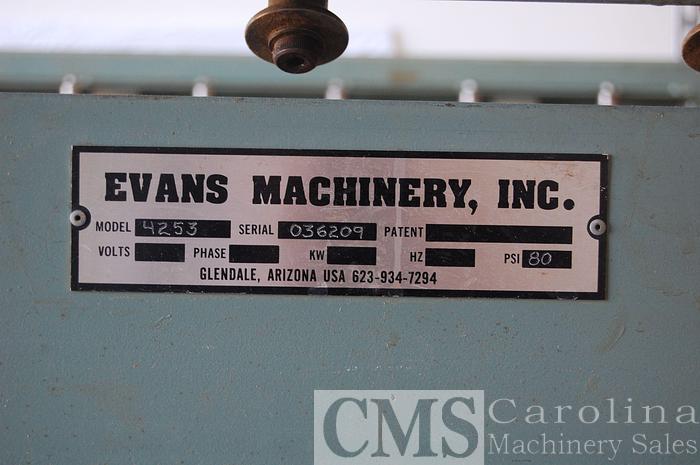 EVANS MACHINERY, INC.
MODEL 4253 SERIAL 036209 PATENT
VOLTS PHASE KW HZ PSI 80
GLENDALE, ARIZONA USA 623-934-7294
CMS Carolina
Machinery Sales